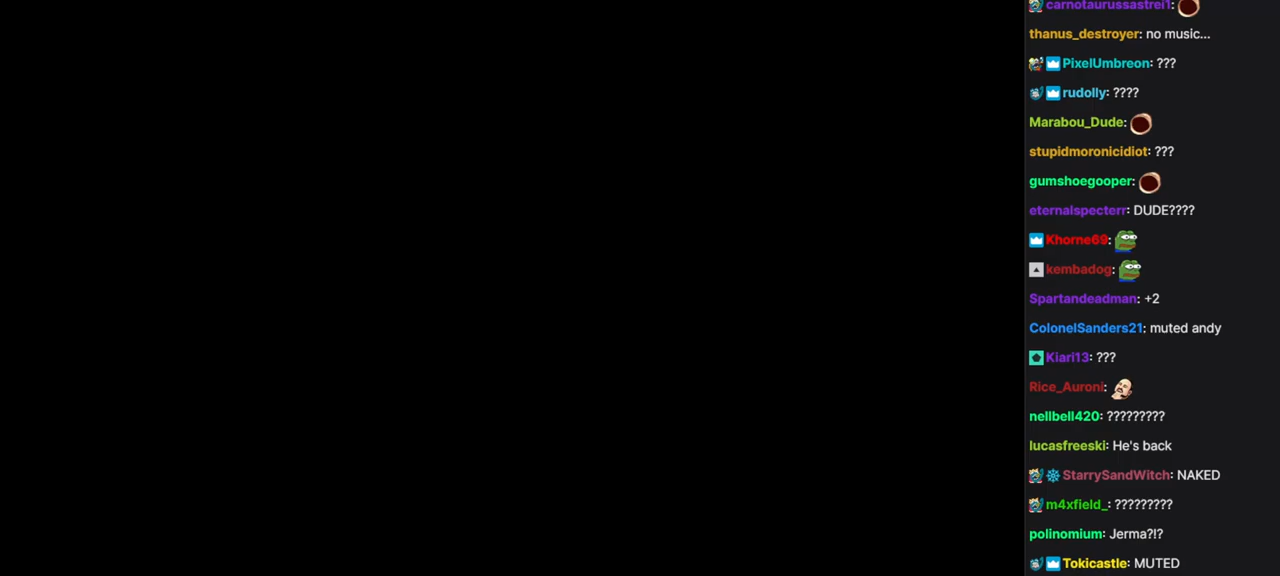 carnotaurussastrei1:
thanus_destroyer: no music...
PixelUmbreon: ???
rudolly: ????
Marabou_Dude:
stupidmoronicidiot: ???
gumshoegooper:
eternalspecterr: DUDE????
Khorne69:
kembadog:
Spartandeadman: +2
ColonelSanders21: muted andy
Kiari13: ???
Rice_Auroni:
nellbell420: ?????????
lucasfreeski: He's back
StarrySandWitch: NAKED
m4xfield_: ?????????
polinomium: Jerma?!?
Tokicastle: MUTED